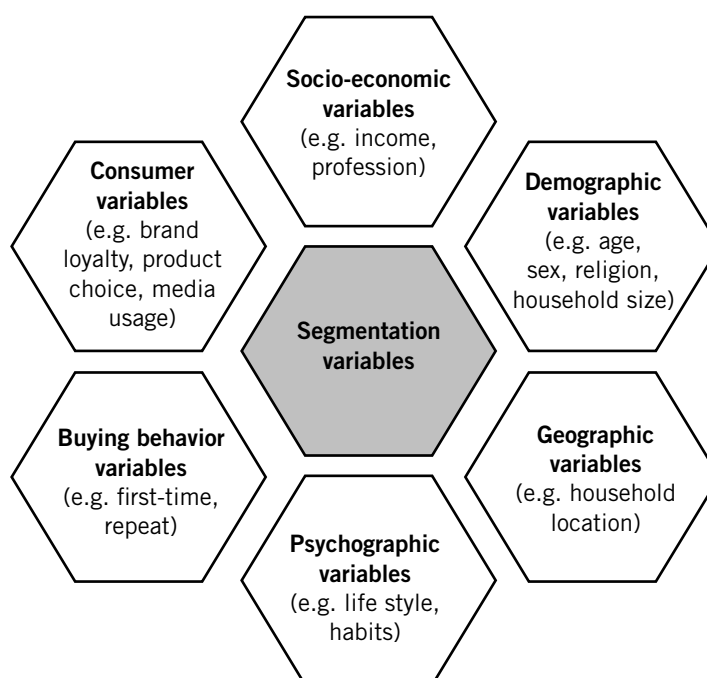 Socio-economic
variables
(e.g. income,
profession)
Consumer
variables
(e.g. brand
loyalty, product
choice, media
usage)
Demographic
variables
(e.g. age,
sex, religion,
household size)
Segmentation
variables
Buying behavior
variables
(e.g. first-time,
repeat)
Geographic
variables
(e.g. household
location)
Psychographic
variables
(e.g. life style,
habits)